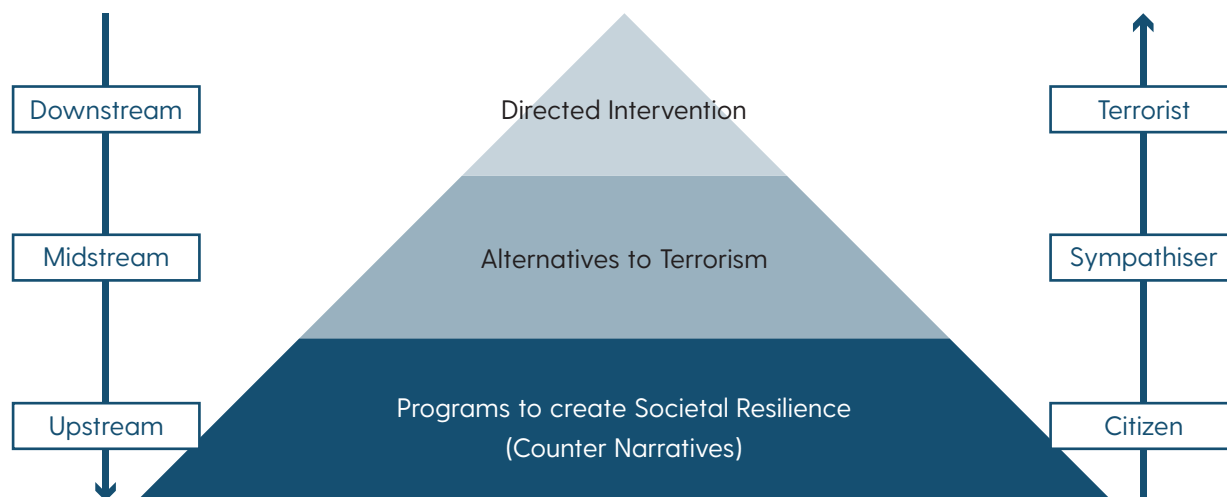 Downstream
Directed Intervention
Terrorist
Midstream
Alternatives to Terrorism
Sympathiser
Upstream
Programs to create Societal Resilience
(Counter Narratives)
Citizen